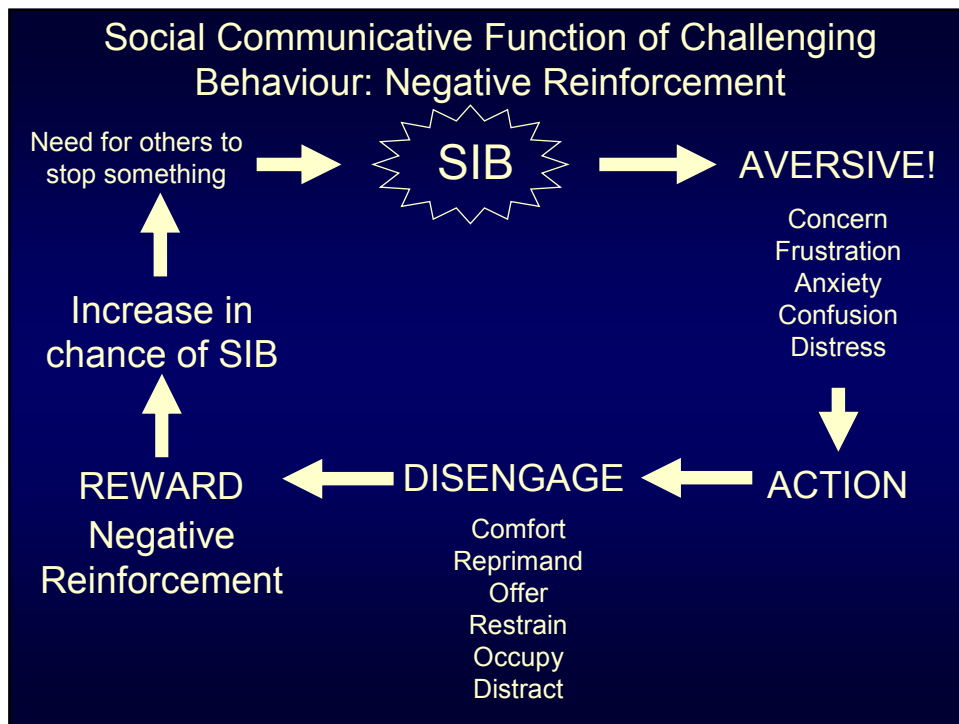 Social Communicative Function of Challenging
Behaviour: Negative Reinforcement
Need for others to
stop something
SIB
AVERSIVE!
Concern
Frustration
Anxiety
Confusion
Distress
ACTION
DISENGAGE
Comfort
Reprimand
Offer
Restrain
Occupy
Distract
REWARD
Negative
Reinforcement
Increase in
chance of SIB